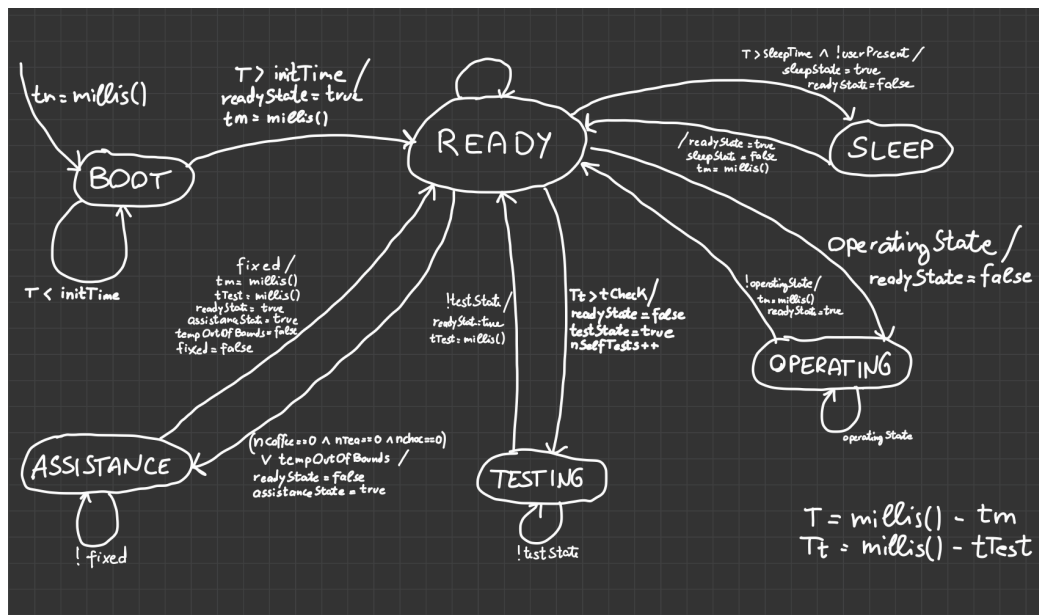 tm = millis()
BOOT
T < initTime
T > initTime /
readyState = true
tm = millis()
READY
T > sleepTime ∧ !userPresent /
sleepState = true
readyState = false
SLEEP
/ readyState = true
sleepState = false
tm = millis()
operatingState /
readyState = false
!operatingState /
tm = millis()
readyState = true
OPERATING
operatingState
fixed /
tm = millis()
tTest = millis()
readyState = true
assistanceState = true
tempOutOfBounds = false
fixed = false
!testState /
readyState = true
tTest = millis()
Tt > tCheck /
readyState = false
testState = true
nSelfTests++
(nCoffee==0 ∧ nTea==0 ∧ nchoc==0)
∨ tempOutOfBounds /
readyState = false
assistanceState = true
ASSISTANCE
! fixed
TESTING
!testState
T = millis() - tm
Tt = millis() - tTest